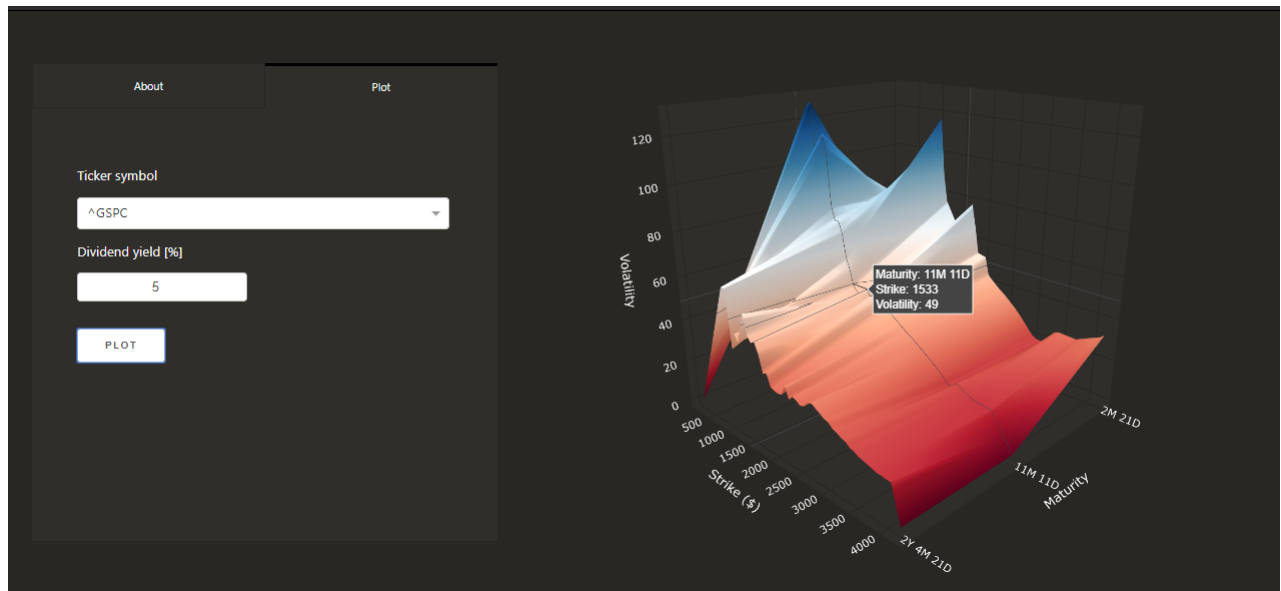 About
Plot
Ticker symbol
^GSPC
Dividend yield [%]
5
PLOT
120
100
80
60
40
20
0
Volatility
Maturity: 11M 11D
Strike: 1533
Volatility: 49
500
1000
1500
2000
2500
3000
3500
4000
Strike ($)
2M 21D
11M 11D
2Y 4M 21D
Maturity